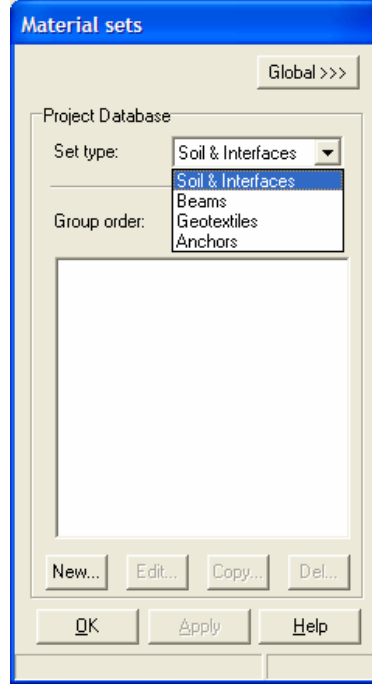 Material sets
Global >>>
Project Database
Set type: Soil & Interfaces
Soil & Interfaces
Beams
Group order: Geotextiles
Anchors
New... Edit... Copy... Del...
OK Apply Help